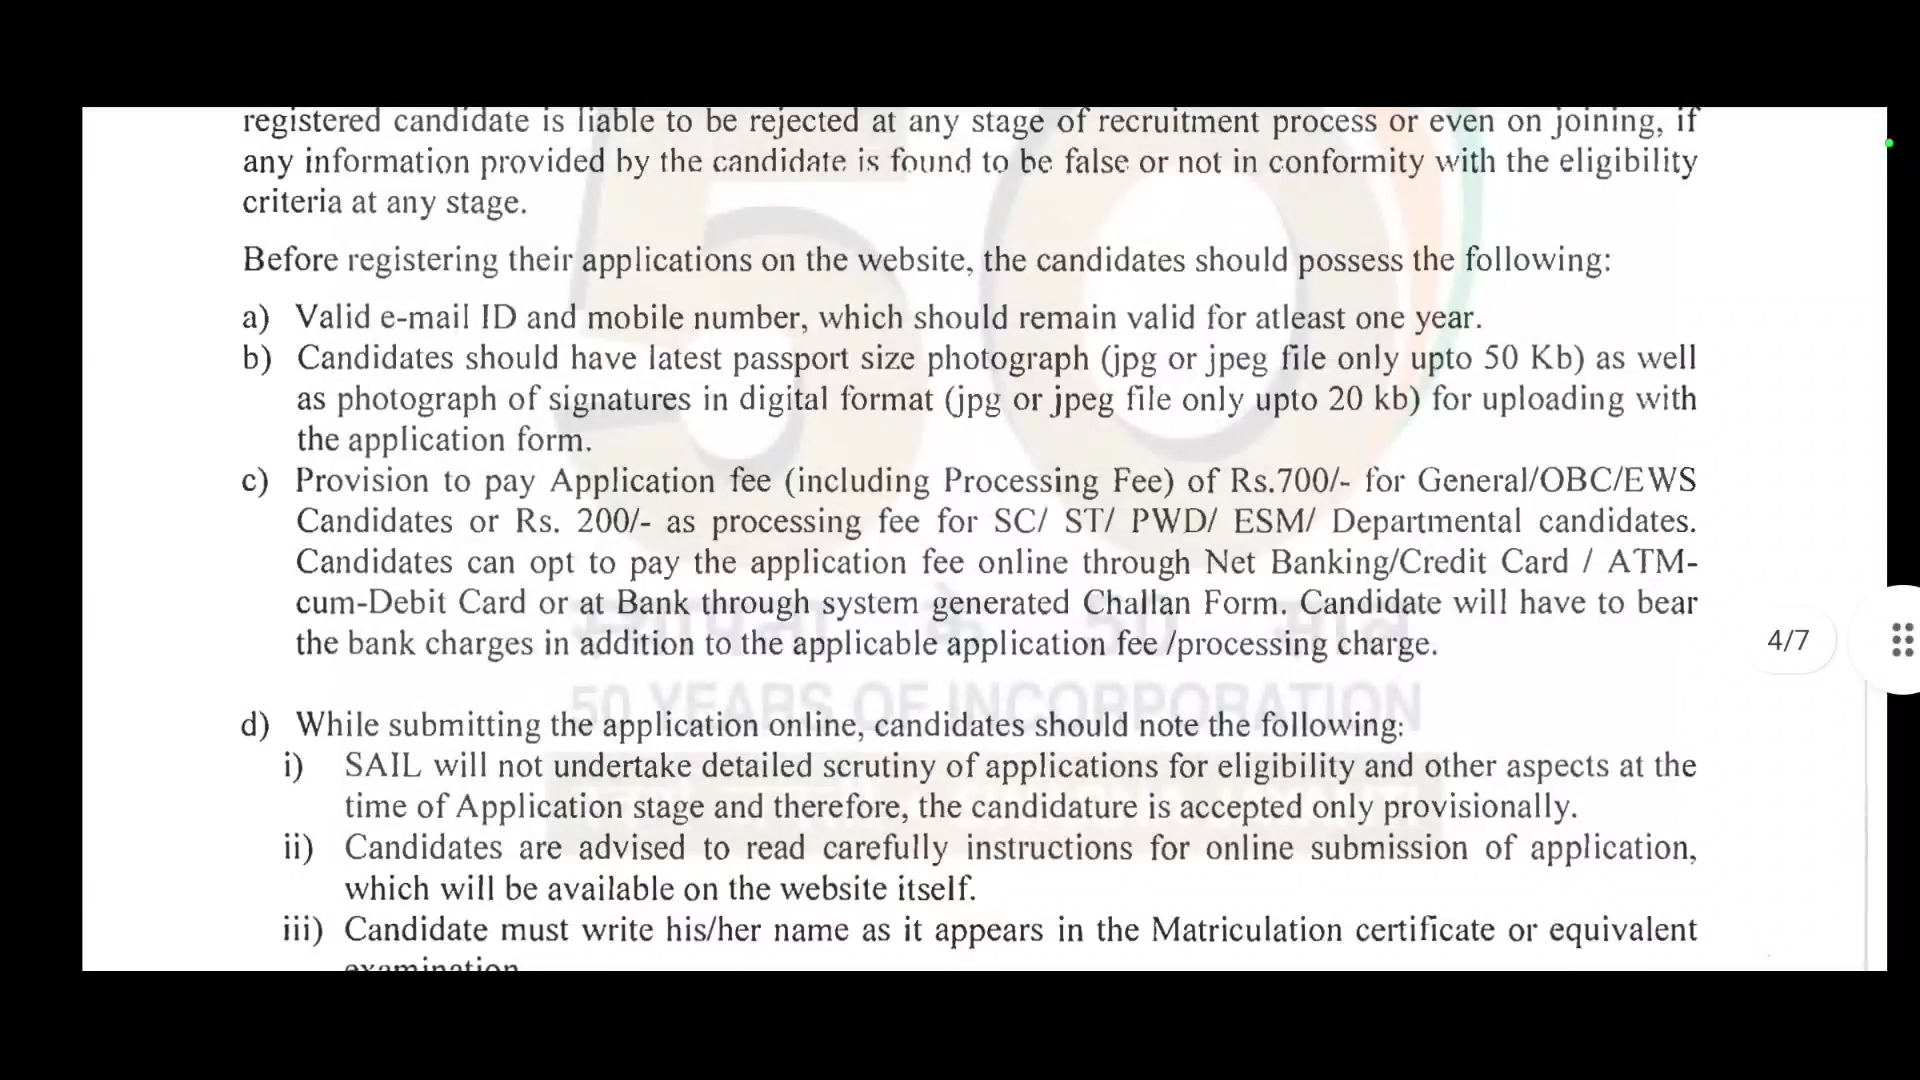 registered candidate is liable to be rejected at any stage of recruitment process or even on joining, if
any information provided by the candidate is found to be false or not in conformity with the eligibility
criteria at any stage.
Before registering their applications on the website, the candidates should possess the following:
a) Valid e-mail ID and mobile number, which should remain valid for atleast one year.
b) Candidates should have latest passport size photograph (jpg or jpeg file only upto 50 Kb) as well
as photograph of signatures in digital format (jpg or jpeg file only upto 20 kb) for uploading with
the application form.
c) Provision to pay Application fee (including Processing Fee) of Rs.700/- for General/OBC/EWS
Candidates or Rs. 200/- as processing fee for SC/ ST/ PWD/ ESM/ Departmental candidates.
Candidates can opt to pay the application fee online through Net Banking/Credit Card / ATM-
cum-Debit Card or at Bank through system generated Challan Form. Candidate will have to bear
the bank charges in addition to the applicable application fee /processing charge.
4/7
50 YEARS OF INCORPORATION
d) While submitting the application online, candidates should note the following:
i) SAIL will not undertake detailed scrutiny of applications for eligibility and other aspects at the
time of Application stage and therefore, the candidature is accepted only provisionally.
ii) Candidates are advised to read carefully instructions for online submission of application,
which will be available on the website itself.
iii) Candidate must write his/her name as it appears in the Matriculation certificate or equivalent
examination